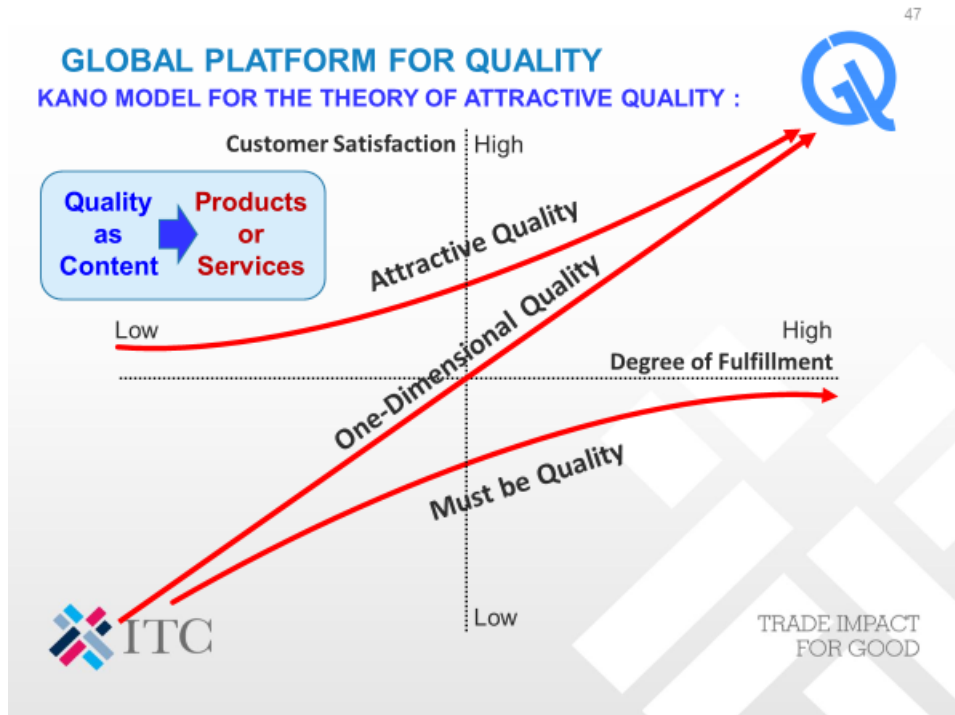 47
GLOBAL PLATFORM FOR QUALITY
KANO MODEL FOR THE THEORY OF ATTRACTIVE QUALITY :
Customer Satisfaction
High
Quality
as
Content
Products
or
Services
Attractive Quality
Low
High
Degree of Fulfillment
One-Dimensional Quality
Must be Quality
Low
ITC
TRADE IMPACT
FOR GOOD